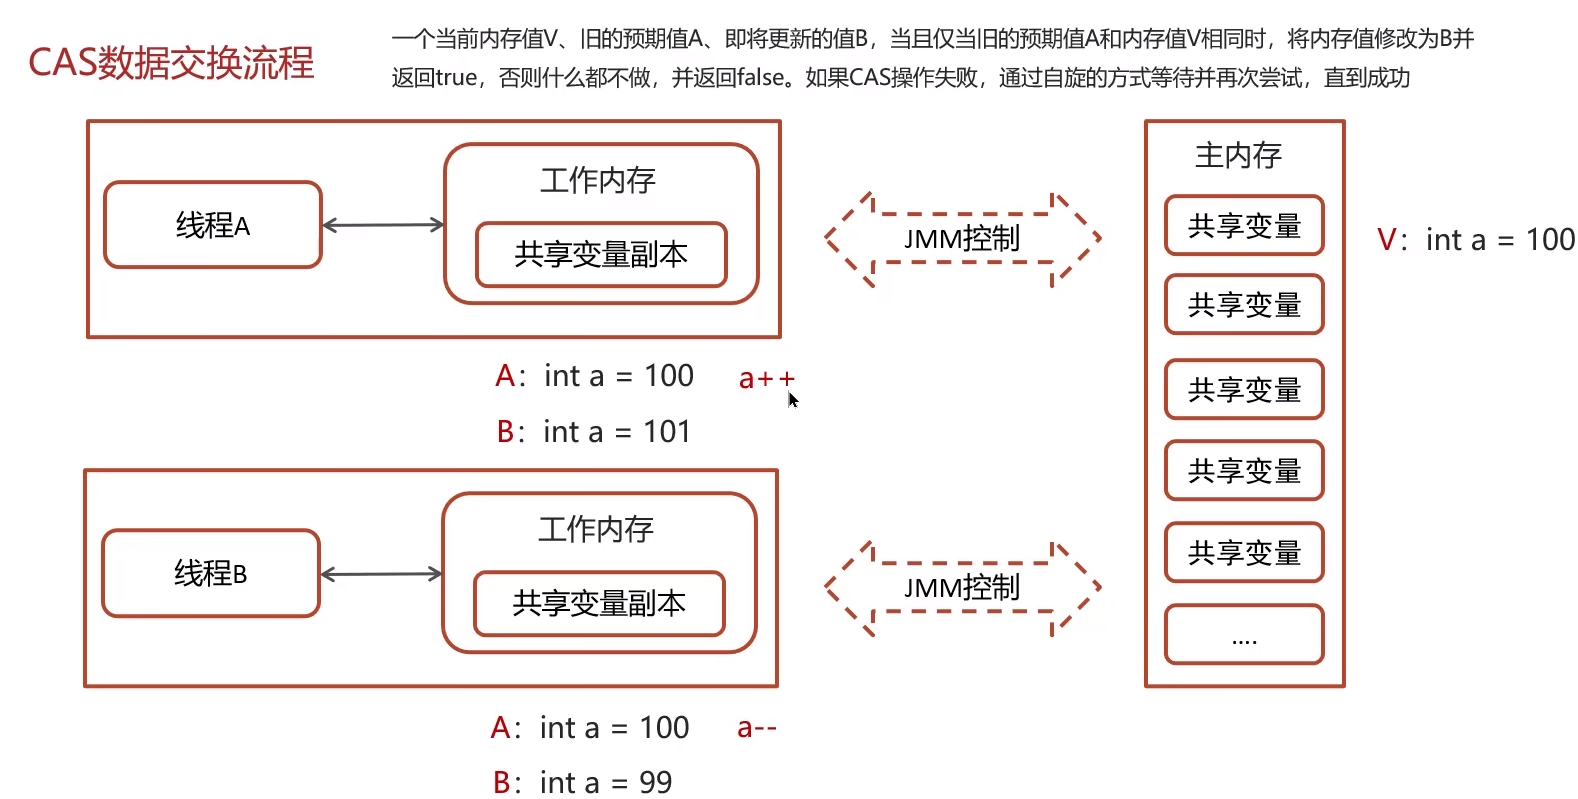 CAS数据交换流程
一个当前内存值V、旧的预期值A、即将更新的值B，当且仅当旧的预期值A和内存值V相同时，将内存值修改为B并
返回true，否则什么都不做，并返回false。如果CAS操作失败，通过自旋的方式等待并再次尝试，直到成功
线程A
工作内存
共享变量副本
JMM控制
A：int a = 100
a++
B：int a = 101
线程B
工作内存
共享变量副本
JMM控制
A：int a = 100
a--
B：int a = 99
主内存
共享变量
V：int a = 100
共享变量
共享变量
共享变量
共享变量
....